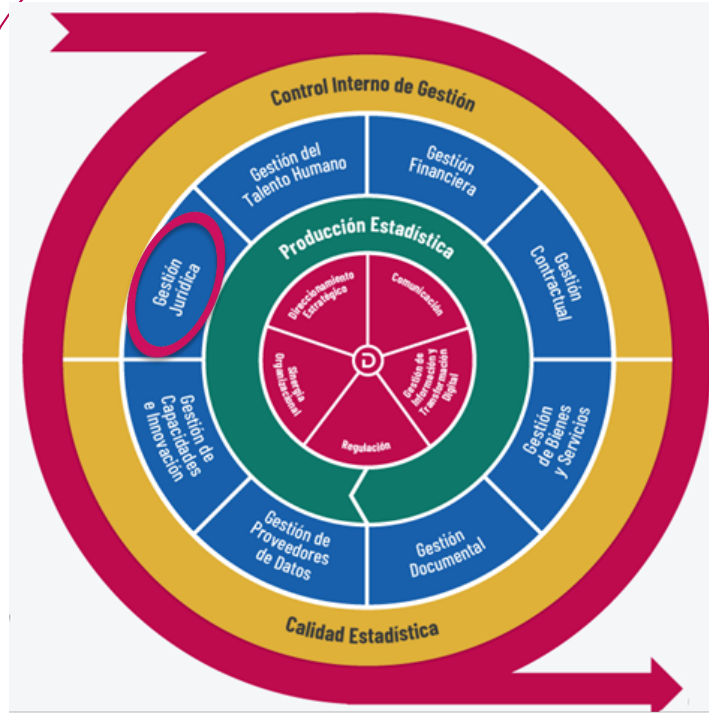 Control Interno de Gestión
Gestión del
Talento Humano
Gestión
Financiera
Gestión
Contractual
Gestión
de Bienes
y Servicios
Gestión
Documental
Gestión de
Proveedores
de Datos
Gestión de
Capacidades
e Innovación
Gestión
Jurídica
Producción Estadística
Direccionamiento
Estratégico
Comunicación
Gestión de
Información y
Transformación
Digital
Regulación
Sinergia
Organizacional
D
Calidad Estadística